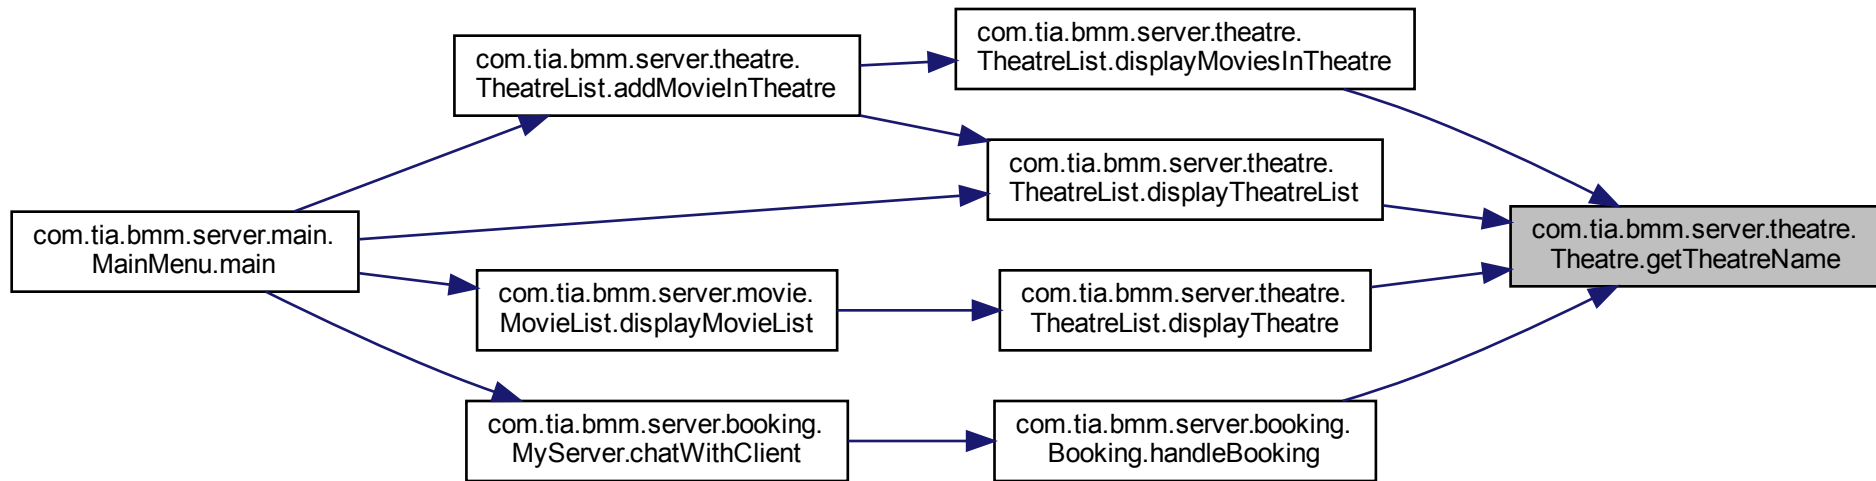 com.tia.bmm.server.theatre.
TheatreList.displayMoviesInTheatre
com.tia.bmm.server.theatre.
TheatreList.addMovieInTheatre
com.tia.bmm.server.theatre.
TheatreList.displayTheatreList
com.tia.bmm.server.main.
MainMenu.main
com.tia.bmm.server.theatre.
Theatre.getTheatreName
com.tia.bmm.server.movie.
MovieList.displayMovieList
com.tia.bmm.server.theatre.
TheatreList.displayTheatre
com.tia.bmm.server.booking.
MyServer.chatWithClient
com.tia.bmm.server.booking.
Booking.handleBooking